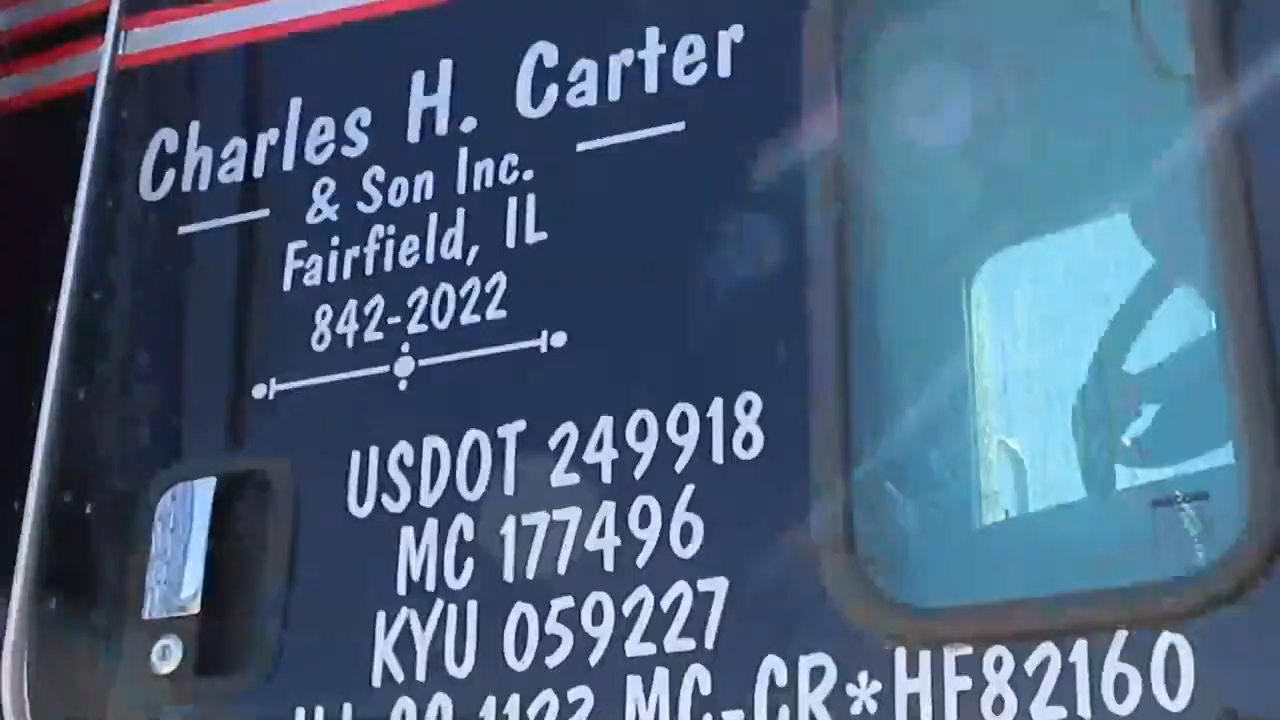 Charles H. Carter
& Son Inc.
Fairfield, IL
842-2022
USDOT 249918
MC 177496
KYU 059227
MC-CR*HF82160